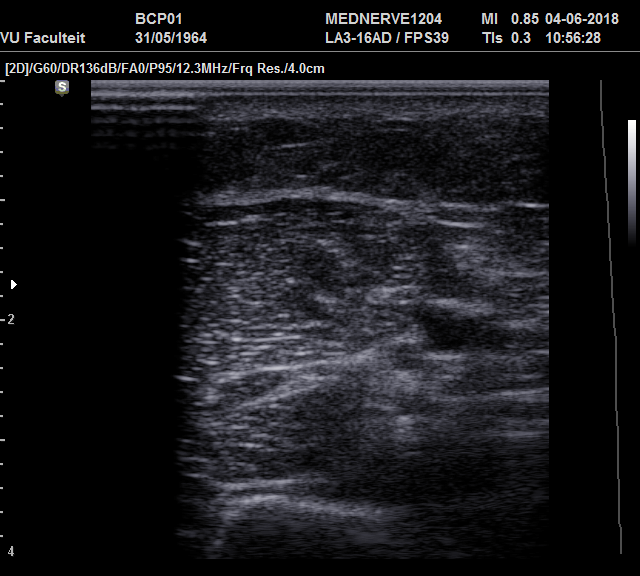 BCP01 MEDNERVE1204 MI 0.85 04-06-2018
VU Faculteit 31/05/1964 LA3-16AD / FPS39 TIs 0.3 10:56:28
[2D]/G60/DR136dB/FA0/P95/12.3MHz/Frq Res./4.0cm
S
2
4